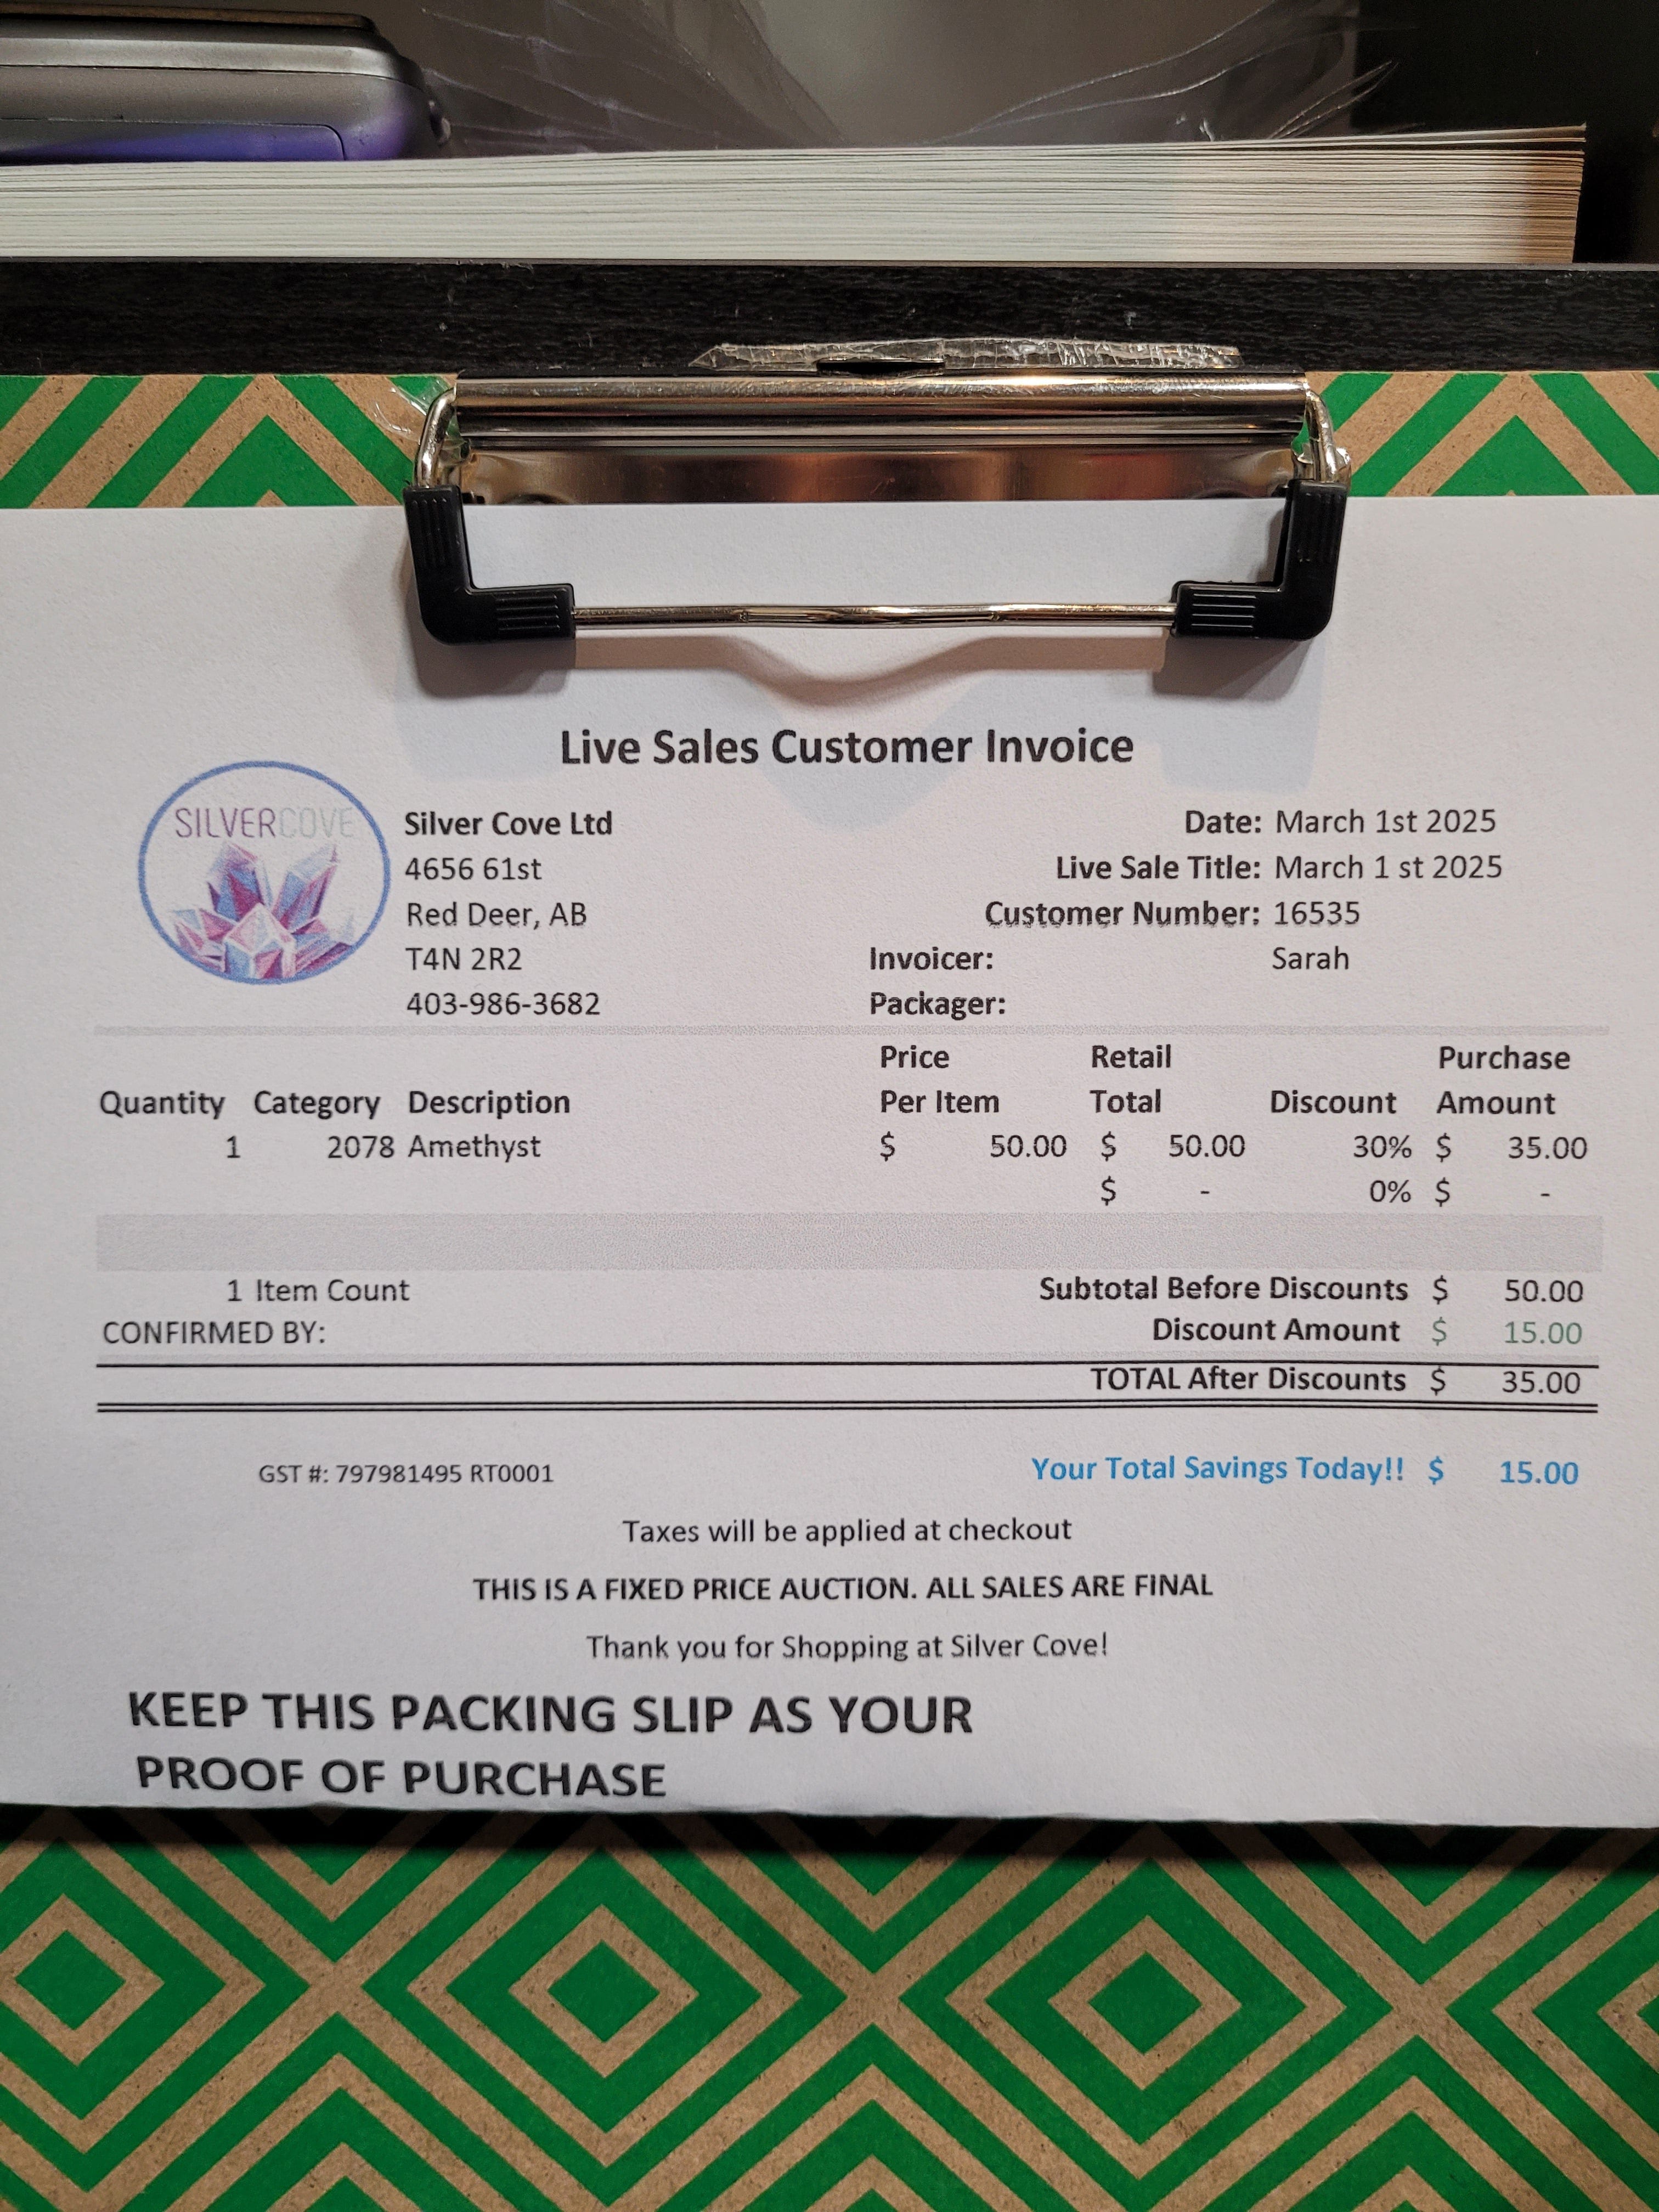 Live Sales Customer Invoice
SILVERCOVE
Silver Cove Ltd
4656 61st
Red Deer, AB
T4N 2R2
403-986-3682
Date: March 1st 2025
Live Sale Title: March 1 st 2025
Customer Number: 16535
Invoicer: Sarah
Packager:
Quantity Category Description Price Per Item Retail Total Discount Purchase Amount
1 2078 Amethyst $ 50.00 $ 50.00 30% $ 35.00
$ - 0% $ -
1 Item Count Subtotal Before Discounts $ 50.00
CONFIRMED BY: Discount Amount $ 15.00
TOTAL After Discounts $ 35.00
GST #: 797981495 RT0001 Your Total Savings Today!! $ 15.00
Taxes will be applied at checkout
THIS IS A FIXED PRICE AUCTION. ALL SALES ARE FINAL
Thank you for Shopping at Silver Cove!
KEEP THIS PACKING SLIP AS YOUR
PROOF OF PURCHASE